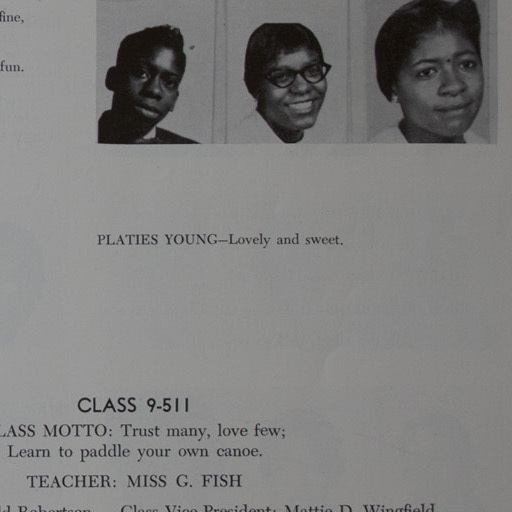 fine,
fun.
PLATIES YOUNG—Lovely and sweet.
CLASS 9-511
LASS MOTTO: Trust many, love few;
Learn to paddle your own canoe.
TEACHER: MISS G. FISH
ld Robertson Class Vice President: Mattie D. Wingfield